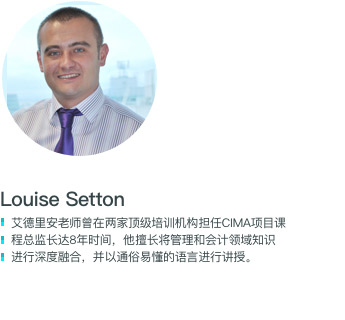 Louise Setton
艾德里安老师曾在两家顶级培训机构担任CIMA项目课
程总监长达8年时间，他擅长将管理和会计领域知识
进行深度融合，并以通俗易懂的语言进行讲授。